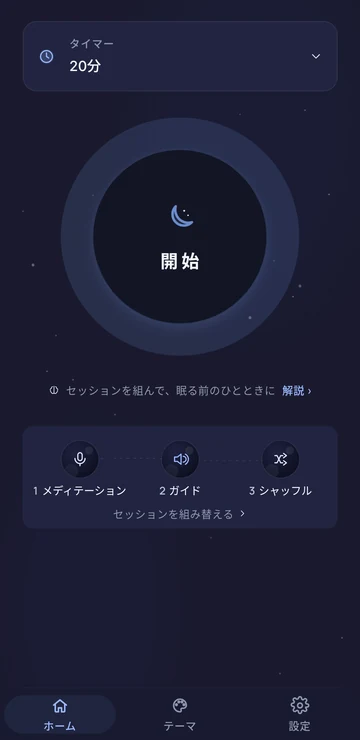 タイマー
20分
開始
セッションを組んで、眠る前のひとときに 解説 ›
1 メディテーション 2 ガイド 3 シャッフル
セッションを組み替える ›
ホーム テーマ 設定